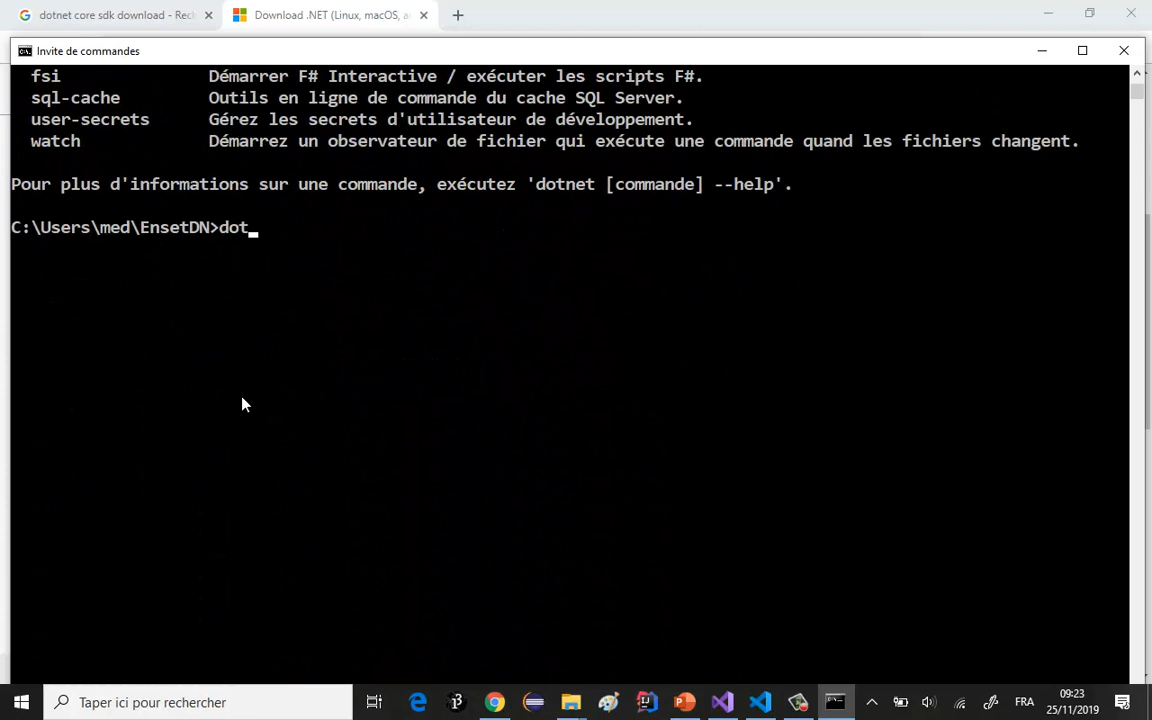 dotnet core sdk download - Rec
Download .NET (Linux, macOS, a
Invite de commandes
fsi Démarrer F# Interactive / exécuter les scripts F#.
sql-cache Outils en ligne de commande du cache SQL Server.
user-secrets Gérez les secrets d'utilisateur de développement.
watch Démarrez un observateur de fichier qui exécute une commande quand les fichiers changent.
Pour plus d'informations sur une commande, exécutez 'dotnet [commande] --help'.
C:\Users\med\EnsetDN>dot_
Taper ici pour rechercher
FRA
09:23
25/11/2019